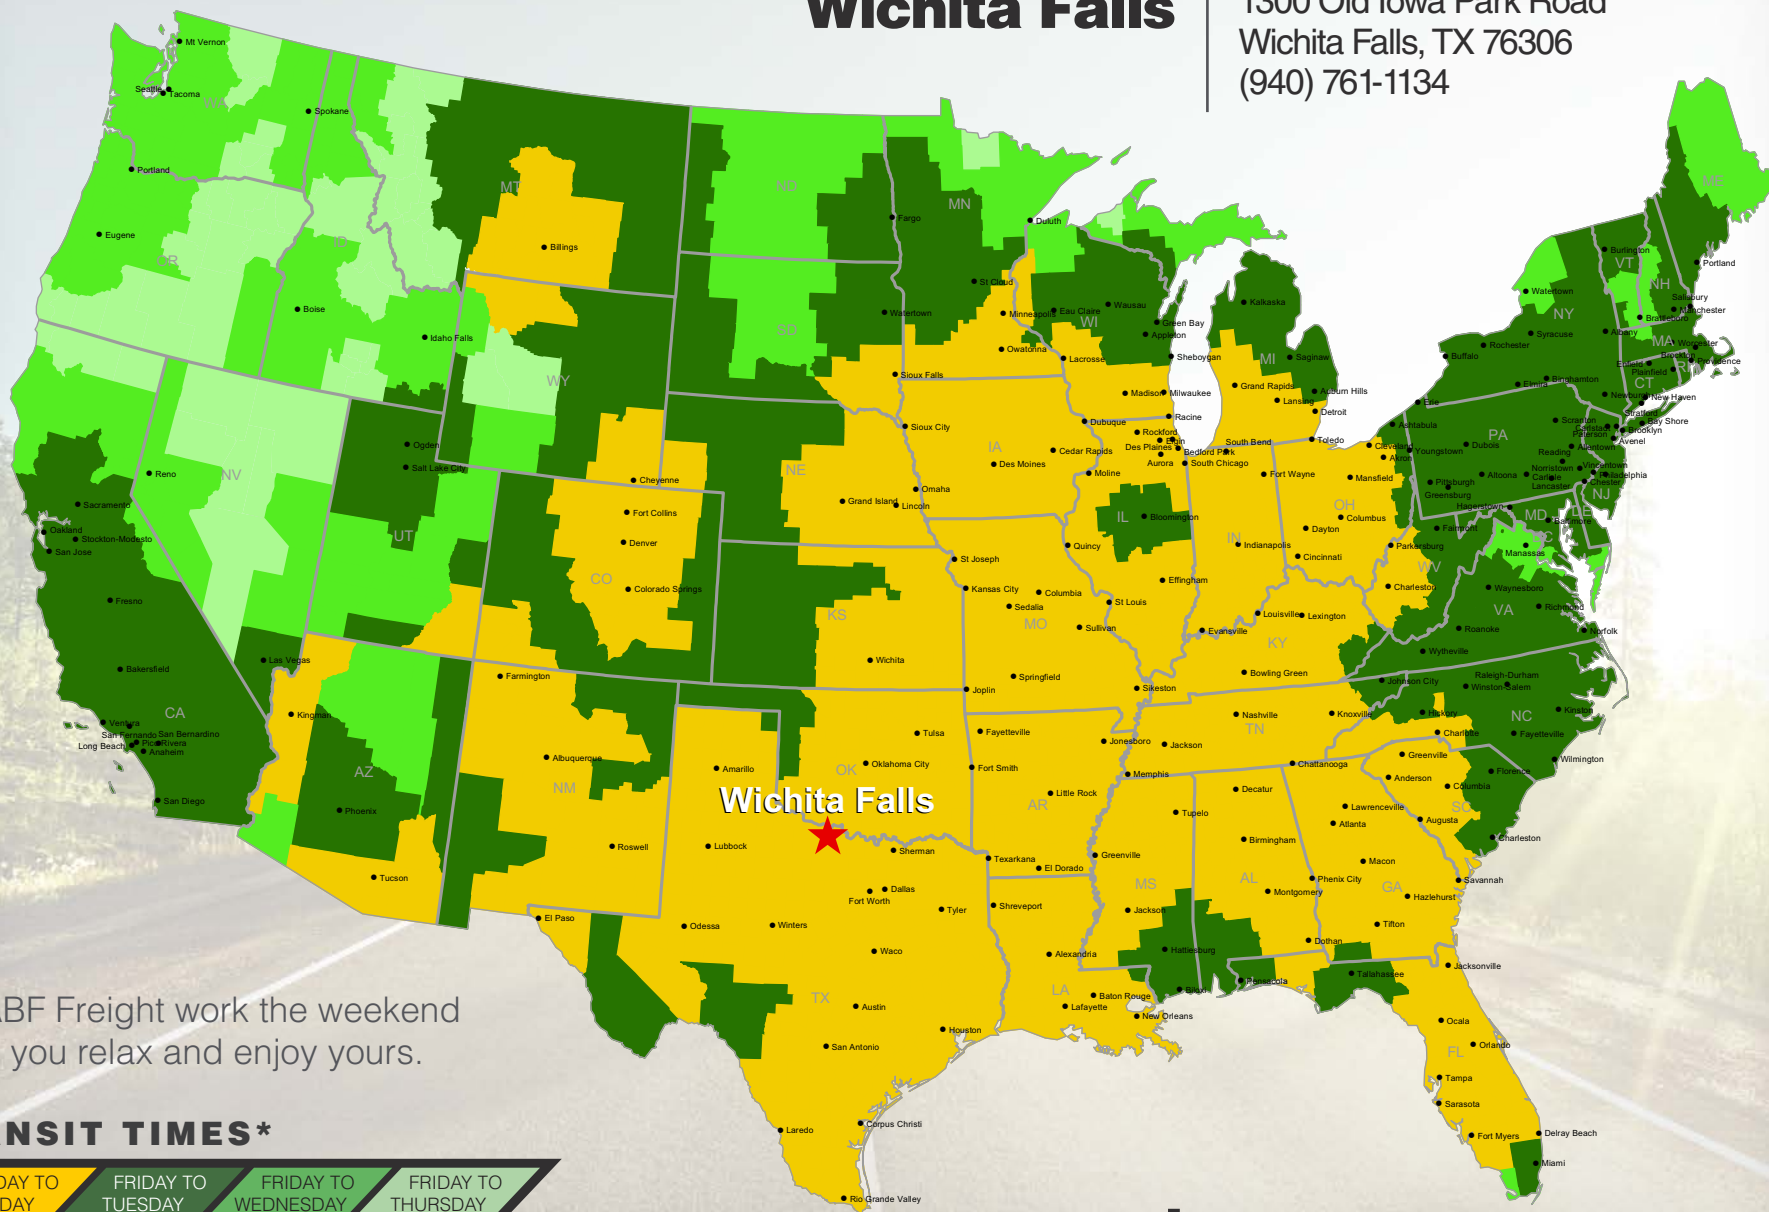 Wichita Falls
1300 Old Iowa Park Road
Wichita Falls, TX 76306
(940) 761-1134
Mt Vernon
Seattle
Tacoma
WA
Spokane
Portland
Eugene
OR
ID
Boise
Idaho Falls
MT
Billings
WY
Cheyenne
ND
Fargo
SD
Watertown
Sioux Falls
MN
Duluth
St Cloud
Minneapolis
Owatonna
WI
Eau Claire
Wausau
Green Bay
Appleton
Sheboygan
Lacrosse
Madison
Milwaukee
Racine
MI
Kalkaska
Saginaw
Grand Rapids
Lansing
Auburn Hills
Detroit
ME
Portland
Burlington
VT
NH
Salisbury
Manchester
Brattleboro
Watertown
NY
Syracuse
Rochester
Buffalo
Albany
MA
Worcester
Brockton
Providence
Enfield
Plainfield
RI
CT
Elmira
Binghamton
Newburgh
New Haven
Stratford
Bay Shore
Brooklyn
Carlstadt
Paterson
Avenel
Erie
PA
Scranton
Allentown
Dubois
Reading
Altoona
Norristown
Carlisle
Lancaster
Vincentown
Philadelphia
Chester
Pittsburgh
Greensburg
NJ
Hagerstown
MD
DE
Baltimore
DC
Manassas
Ashtabula
Cleveland
Akron
Youngstown
Toledo
Mansfield
OH
Columbus
Dayton
Cincinnati
Fairmont
Parkersburg
WV
Charleston
Waynesboro
VA
Richmond
Roanoke
Norfolk
Wytheville
Sioux City
Dubuque
Rockford
Elgin
Des Plaines
Bedford Park
Aurora
South Chicago
South Bend
Fort Wayne
IA
Cedar Rapids
Des Moines
Moline
NE
Omaha
Grand Island
Lincoln
IL
Bloomington
Quincy
Effingham
IN
Indianapolis
Reno
NV
Ogden
Salt Lake City
UT
Fort Collins
Denver
CO
Colorado Springs
Sacramento
Oakland
Stockton-Modesto
San Jose
Fresno
Bakersfield
CA
Ventura
San Fernando
San Bernardino
Long Beach
Pico Rivera
Anaheim
San Diego
Las Vegas
Kingman
AZ
Phoenix
Tucson
Farmington
Albuquerque
NM
Roswell
St Joseph
Kansas City
Columbia
Sedalia
MO
Sullivan
St Louis
KS
Wichita
Springfield
Joplin
Sikeston
Evansville
Louisville
Lexington
KY
Bowling Green
Johnson City
Raleigh-Durham
Winston-Salem
Hickory
NC
Kinston
Charlotte
Fayetteville
Wilmington
Nashville
Knoxville
TN
Jackson
Memphis
Chattanooga
Tulsa
Fayetteville
Jonesboro
Fort Smith
OK
Oklahoma City
Amarillo
Little Rock
AR
Wichita Falls
Lubbock
Sherman
Texarkana
El Dorado
Greenville
Dallas
Fort Worth
Tyler
Shreveport
El Paso
Odessa
Winters
Waco
Alexandria
TX
Austin
Houston
San Antonio
Laredo
Corpus Christi
Rio Grande Valley
LA
Baton Rouge
Lafayette
New Orleans
MS
Jackson
Hattiesburg
Biloxi
Tupelo
Decatur
Birmingham
AL
Montgomery
Phenix City
Dothan
Pensacola
Greenville
Anderson
Florence
Columbia
SC
Charleston
Lawrenceville
Atlanta
Augusta
Macon
GA
Savannah
Hazlehurst
Tifton
Tallahassee
Jacksonville
Ocala
FL
Orlando
Tampa
Sarasota
Fort Myers
Delray Beach
Miami
ABF Freight work the weekend
you relax and enjoy yours.
NSIT TIMES*
DAY TO
DAY
FRIDAY TO
TUESDAY
FRIDAY TO
WEDNESDAY
FRIDAY TO
THURSDAY